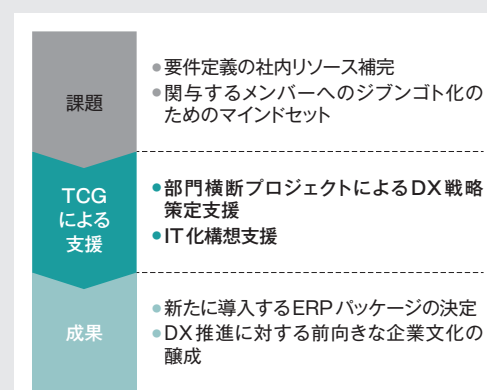 課題
●要件定義の社内リソース補完
●関与するメンバーへのジブンゴト化の
ためのマインドセット
TCG
による
支援
●部門横断プロジェクトによるDX戦略
策定支援
●IT化構想支援
成果
●新たに導入するERPパッケージの決定
●DX推進に対する前向きな企業文化の
醸成